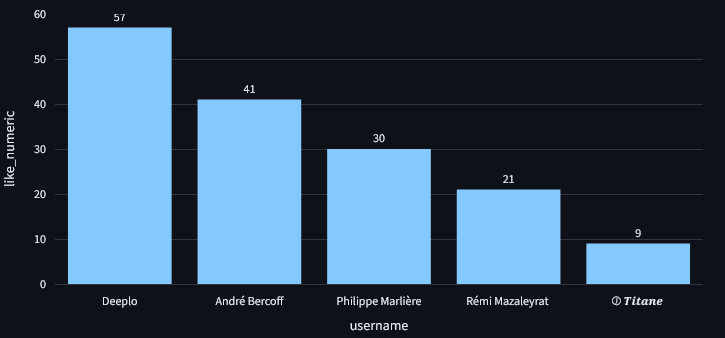 like_numeric
60
50
40
30
20
10
0
57
41
30
21
9
Deeplo
André Bercoff
Philippe Marlière
Rémi Mazaleyrat
𝑻𝒊𝒕𝒂𝒏𝒆
username